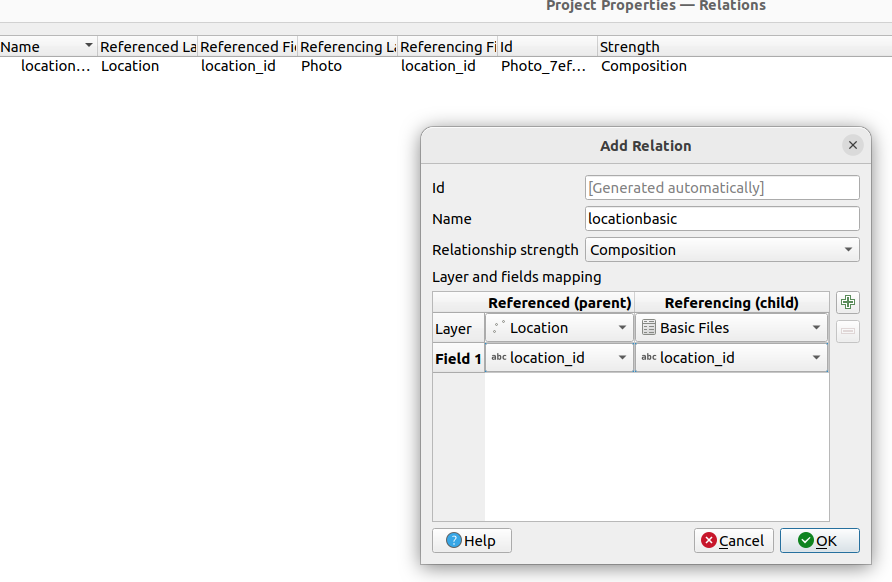 Project Properties — Relations
Name Referenced La Referenced Fie Referencing La Referencing Fi Id Strength
location... Location location_id Photo location_id Photo_7ef... Composition
Add Relation
Id [Generated automatically]
Name locationbasic
Relationship strength Composition
Layer and fields mapping
Referenced (parent) Referencing (child)
Layer Location Basic Files
Field 1 abc location_id abc location_id
? Help Cancel OK